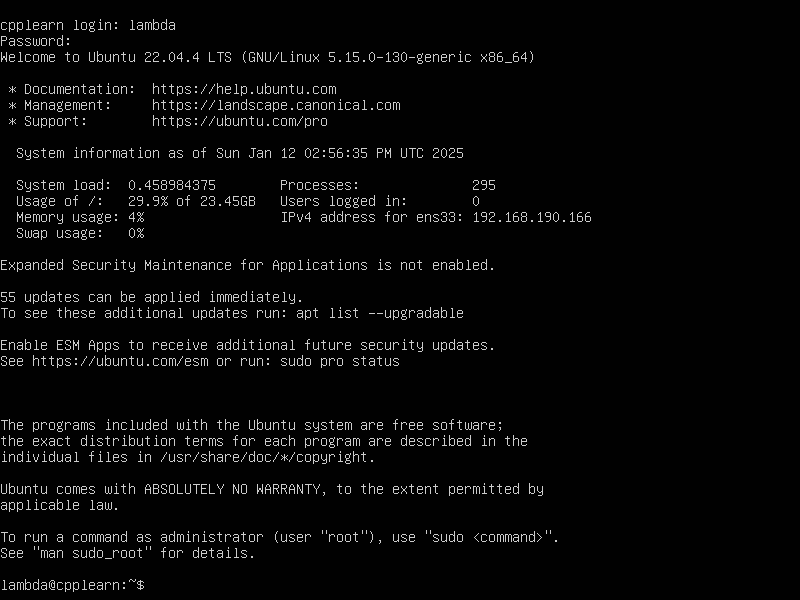 cpplearn login: lambda
Password:
Welcome to Ubuntu 22.04.4 LTS (GNU/Linux 5.15.0-130-generic x86_64)
* Documentation:  https://help.ubuntu.com
* Management:     https://landscape.canonical.com
* Support:        https://ubuntu.com/pro
System information as of Sun Jan 12 02:56:35 PM UTC 2025
System load:  0.458984375        Processes:              295
Usage of /:   29.9% of 23.45GB   Users logged in:        0
Memory usage: 4%                 IPv4 address for ens33: 192.168.190.166
Swap usage:   0%
Expanded Security Maintenance for Applications is not enabled.
55 updates can be applied immediately.
To see these additional updates run: apt list --upgradable
Enable ESM Apps to receive additional future security updates.
See https://ubuntu.com/esm or run: sudo pro status
The programs included with the Ubuntu system are free software;
the exact distribution terms for each program are described in the
individual files in /usr/share/doc/*/copyright.
Ubuntu comes with ABSOLUTELY NO WARRANTY, to the extent permitted by
applicable law.
To run a command as administrator (user "root"), use "sudo <command>".
See "man sudo_root" for details.
lambda@cpplearn:~$